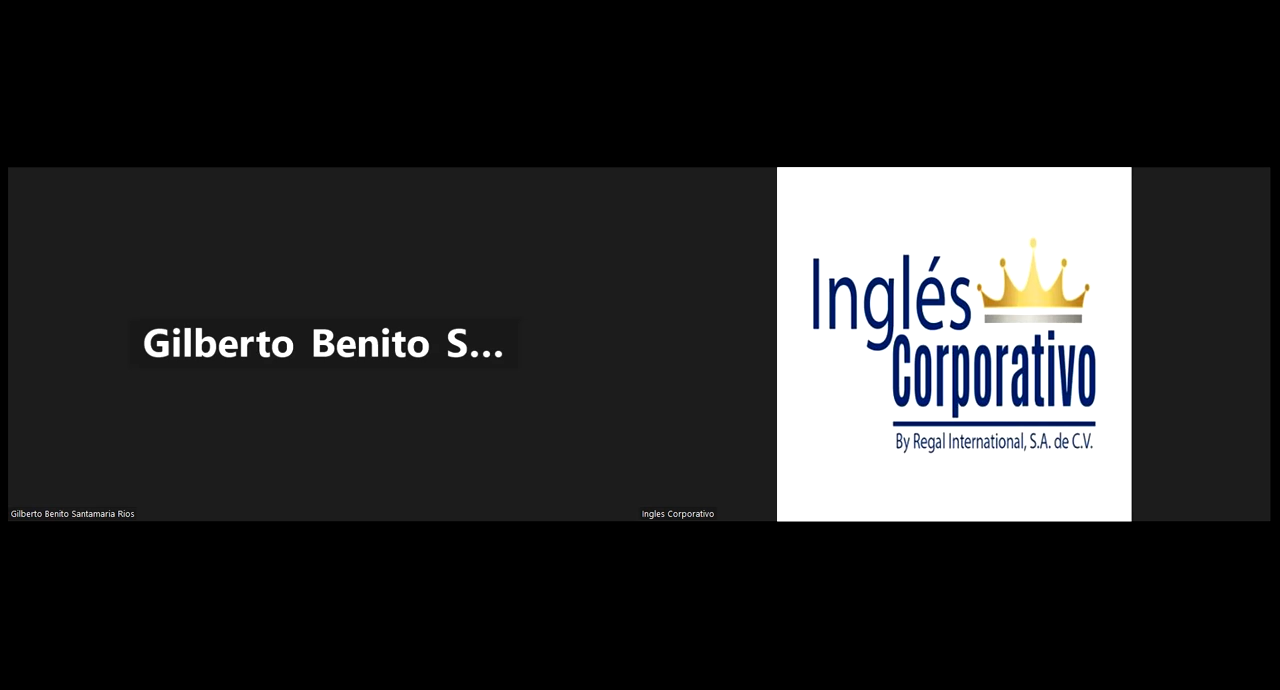 Gilberto Benito S...
Gilberto Benito Santamaria Rios
Inglés
Corporativo
By Regal International, S.A. de C.V.
Ingles Corporativo